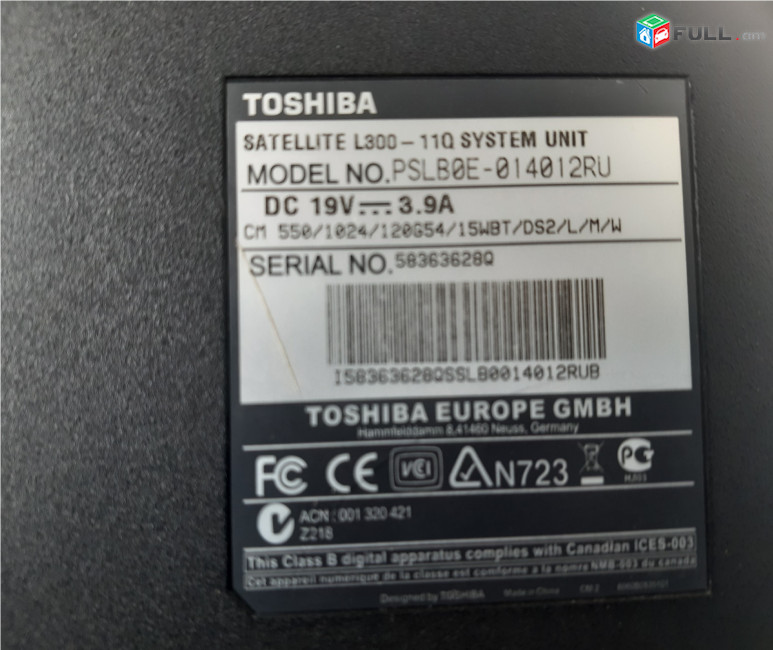 FULL.am
TOSHIBA
SATELLITE L300-11Q SYSTEM UNIT
MODEL NO.PSLB0E-014012RU
DC 19V 3.9A
CM 550/1024/120G54/15WBT/DS2/L/M/W
SERIAL NO.58363628Q
I58363628QSSLB0014012RUB
TOSHIBA EUROPE GMBH
Hammfelddamm 8,41460 Neuss, Germany
FC CE VCI N723 PG
ACN : 001 320 421
Z218
This Class B digital apparatus complies with Canadian ICES-003
Cet appareil numerique de la classe est conforme a la norme NMB-003 du canada
Designed by TOSHIBA Made in China